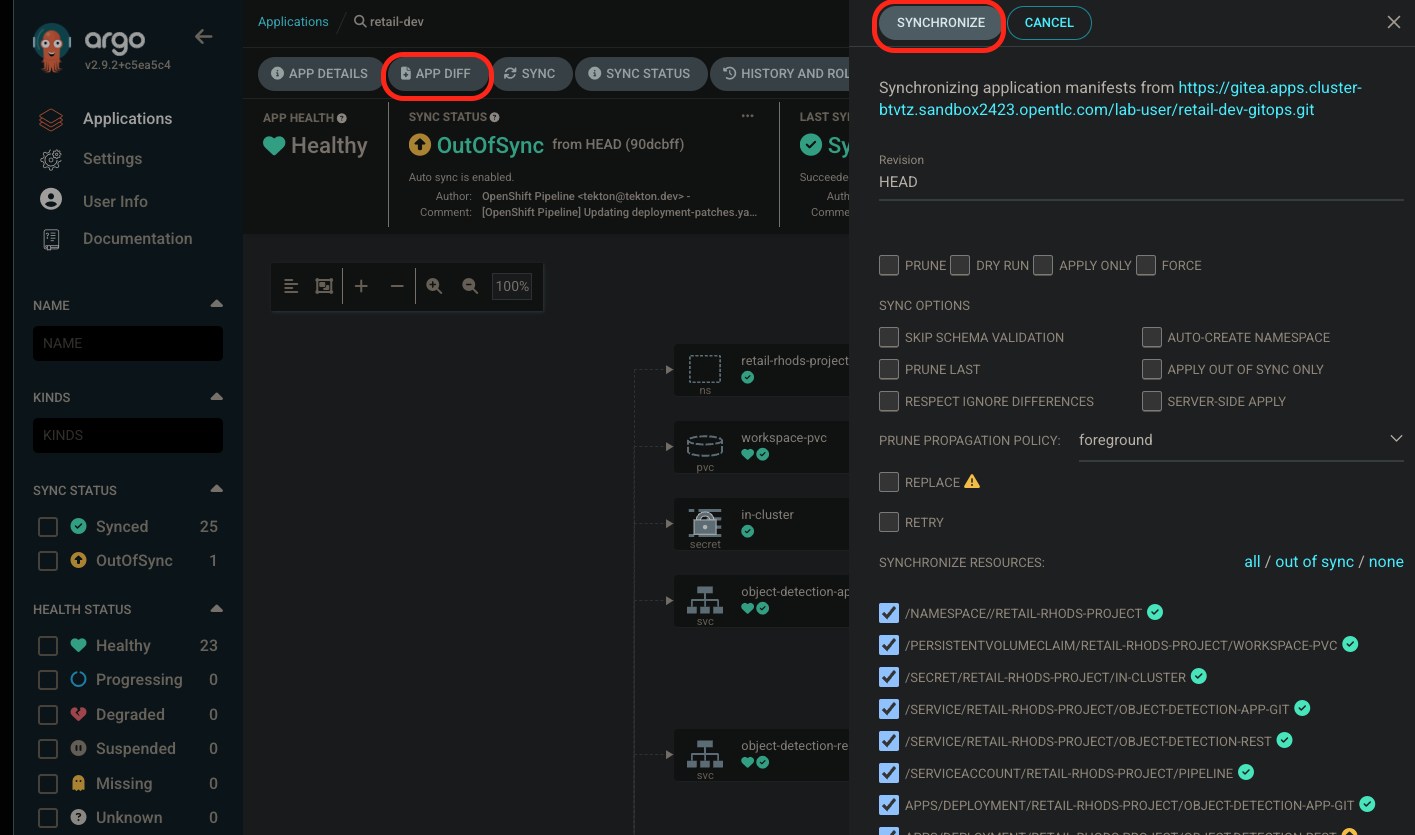 argo
v2.9.2+c5ea5c4
Applications
Settings
User Info
Documentation
NAME
NAME
KINDS
KINDS
SYNC STATUS
Synced 25
OutOfSync 1
HEALTH STATUS
Healthy 23
Progressing 0
Degraded 0
Suspended 0
Missing 0
Unknown 0
Applications / retail-dev
APP DETAILS APP DIFF SYNC SYNC STATUS HISTORY AND ROL
APP HEALTH
Healthy
SYNC STATUS
OutOfSync from HEAD (90dcbff)
Auto sync is enabled.
Author: OpenShift Pipeline <tekton@tekton.dev> -
Comment: [OpenShift Pipeline] Updating deployment-patches.ya...
LAST SY
Sy
Succeede
Auth
Comme
100%
retail-rhods-project
ns
workspace-pvc
pvc
in-cluster
secret
object-detection-ap
svc
object-detection-re
svc
SYNCHRONIZE CANCEL
Synchronizing application manifests from https://gitea.apps.cluster-
btvtz.sandbox2423.opentlc.com/lab-user/retail-dev-gitops.git
Revision
HEAD
PRUNE DRY RUN APPLY ONLY FORCE
SYNC OPTIONS
SKIP SCHEMA VALIDATION AUTO-CREATE NAMESPACE
PRUNE LAST APPLY OUT OF SYNC ONLY
RESPECT IGNORE DIFFERENCES SERVER-SIDE APPLY
PRUNE PROPAGATION POLICY: foreground
REPLACE
RETRY
SYNCHRONIZE RESOURCES: all / out of sync / none
/NAMESPACE//RETAIL-RHODS-PROJECT
/PERSISTENTVOLUMECLAIM/RETAIL-RHODS-PROJECT/WORKSPACE-PVC
/SECRET/RETAIL-RHODS-PROJECT/IN-CLUSTER
/SERVICE/RETAIL-RHODS-PROJECT/OBJECT-DETECTION-APP-GIT
/SERVICE/RETAIL-RHODS-PROJECT/OBJECT-DETECTION-REST
/SERVICEACCOUNT/RETAIL-RHODS-PROJECT/PIPELINE
APPS/DEPLOYMENT/RETAIL-RHODS-PROJECT/OBJECT-DETECTION-APP-GIT
APPS/DEPLOYMENT/RETAIL-RHODS-PROJECT/OBJECT-DETECTION-REST